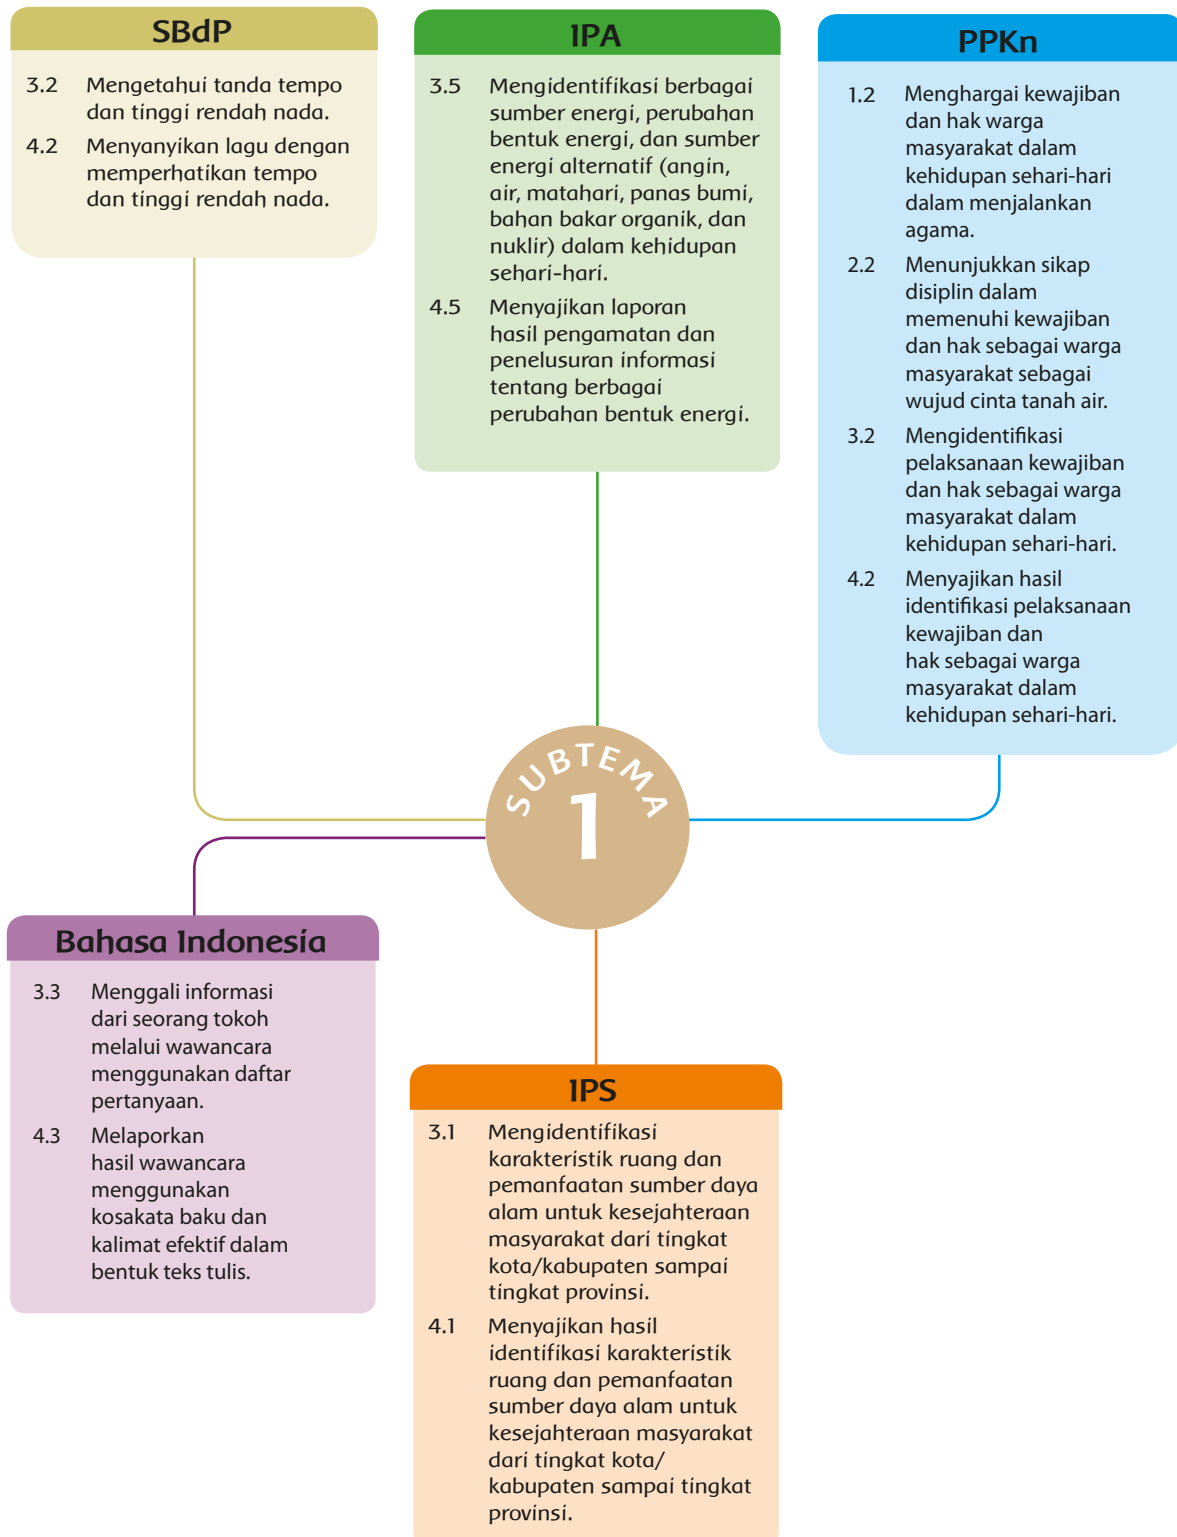 SBdP
3.2 Mengetahui tanda tempo
dan tinggi rendah nada.
4.2 Menyanyikan lagu dengan
memperhatikan tempo
dan tinggi rendah nada.
IPA
3.5 Mengidentifikasi berbagai
sumber energi, perubahan
bentuk energi, dan sumber
energi alternatif (angin,
air, matahari, panas bumi,
bahan bakar organik, dan
nuklir) dalam kehidupan
sehari-hari.
4.5 Menyajikan laporan
hasil pengamatan dan
penelusuran informasi
tentang berbagai
perubahan bentuk energi.
PPKn
1.2 Menghargai kewajiban
dan hak warga
masyarakat dalam
kehidupan sehari-hari
dalam menjalankan
agama.
2.2 Menunjukkan sikap
disiplin dalam
memenuhi kewajiban
dan hak sebagai warga
masyarakat sebagai
wujud cinta tanah air.
3.2 Mengidentifikasi
pelaksanaan kewajiban
dan hak sebagai warga
masyarakat dalam
kehidupan sehari-hari.
4.2 Menyajikan hasil
identifikasi pelaksanaan
kewajiban dan
hak sebagai warga
masyarakat dalam
kehidupan sehari-hari.
SUBTEMA
1
Bahasa Indonesia
3.3 Menggali informasi
dari seorang tokoh
melalui wawancara
menggunakan daftar
pertanyaan.
4.3 Melaporkan
hasil wawancara
menggunakan
kosakata baku dan
kalimat efektif dalam
bentuk teks tulis.
IPS
3.1 Mengidentifikasi
karakteristik ruang dan
pemanfaatan sumber daya
alam untuk kesejahteraan
masyarakat dari tingkat
kota/kabupaten sampai
tingkat provinsi.
4.1 Menyajikan hasil
identifikasi karakteristik
ruang dan pemanfaatan
sumber daya alam untuk
kesejahteraan masyarakat
dari tingkat kota/
kabupaten sampai tingkat
provinsi.